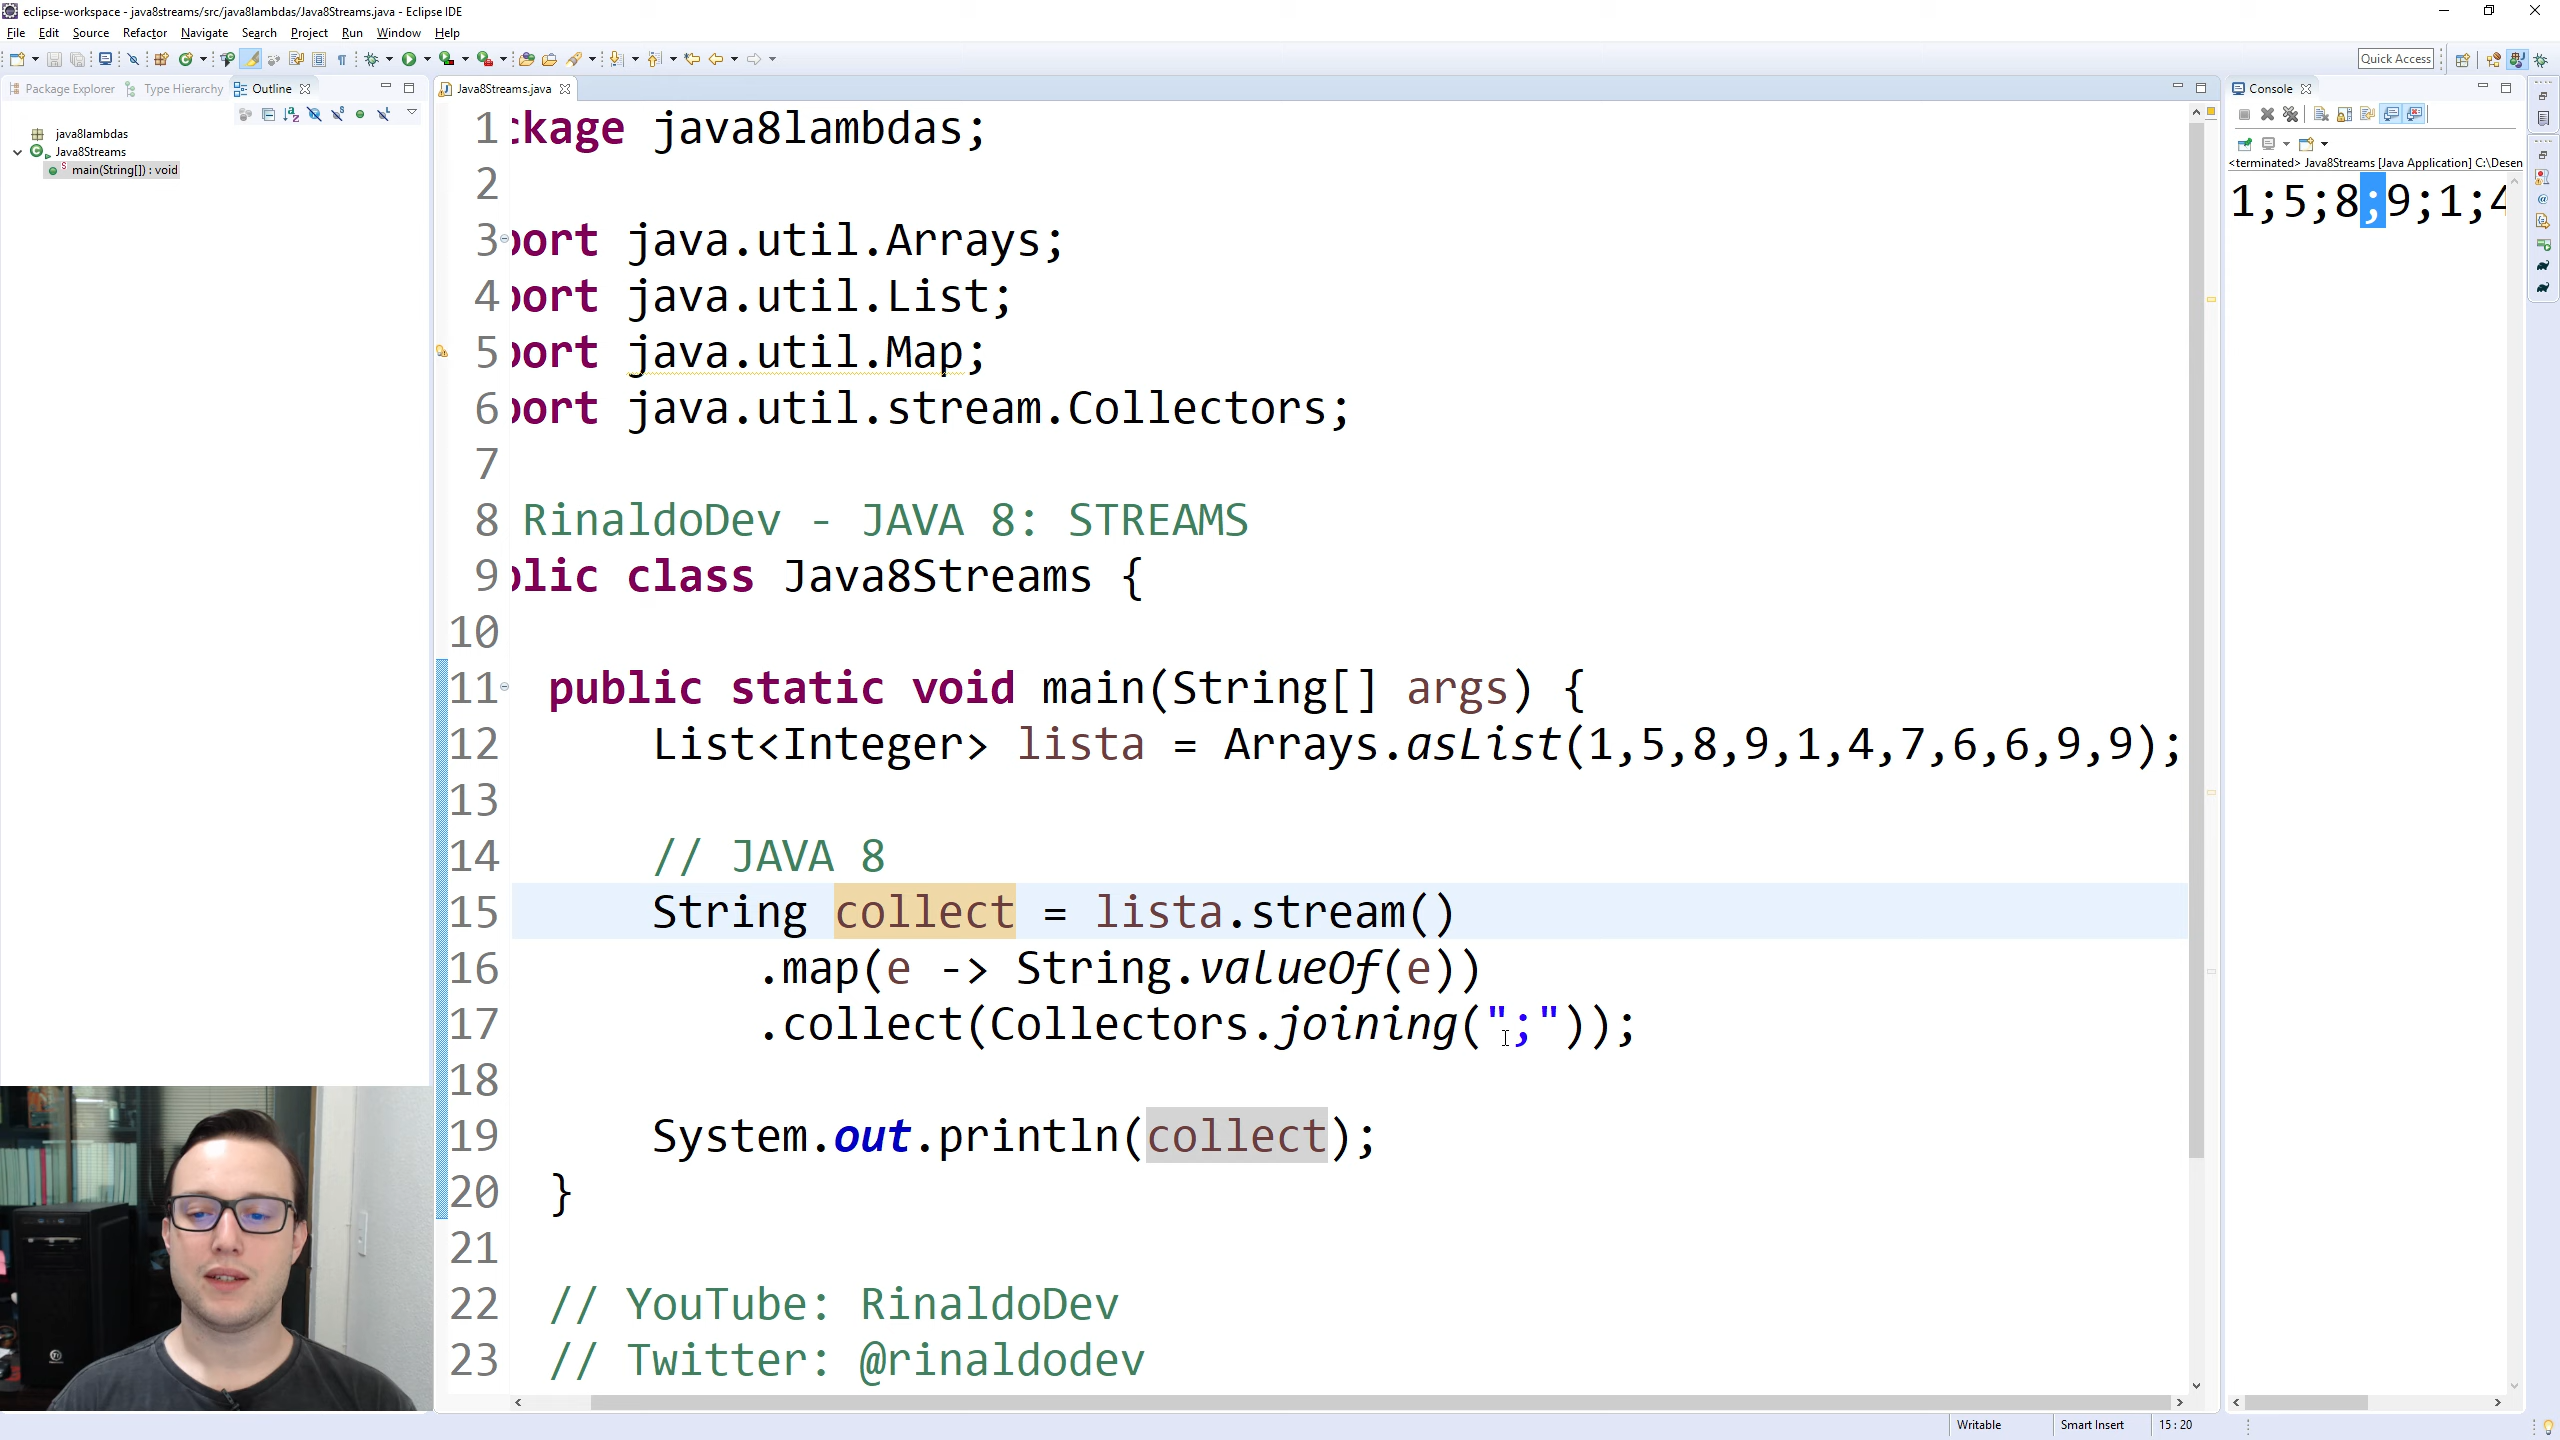 eclipse-workspace - java8streams/src/java8lambdas/Java8Streams.java - Eclipse IDE
File Edit Source Refactor Navigate Search Project Run Window Help
Quick Access
Package Explorer Type Hierarchy Outline
java8lambdas
Java8Streams
main(String[]) : void
Java8Streams.java
1 ckage java8lambdas;
2
3 port java.util.Arrays;
4 port java.util.List;
5 port java.util.Map;
6 port java.util.stream.Collectors;
7
8 RinaldoDev - JAVA 8: STREAMS
9 blic class Java8Streams {
10
11 public static void main(String[] args) {
12 List<Integer> lista = Arrays.asList(1,5,8,9,1,4,7,6,6,9,9);
13
14 // JAVA 8
15 String collect = lista.stream()
16 .map(e -> String.valueOf(e))
17 .collect(Collectors.joining(";"));
18
19 System.out.println(collect);
20 }
21
22 // YouTube: RinaldoDev
23 // Twitter: @rinaldodev
Console
<terminated> Java8Streams [Java Application] C:\Desen
1;5;8;9;1;4
Writable Smart Insert 15 : 20